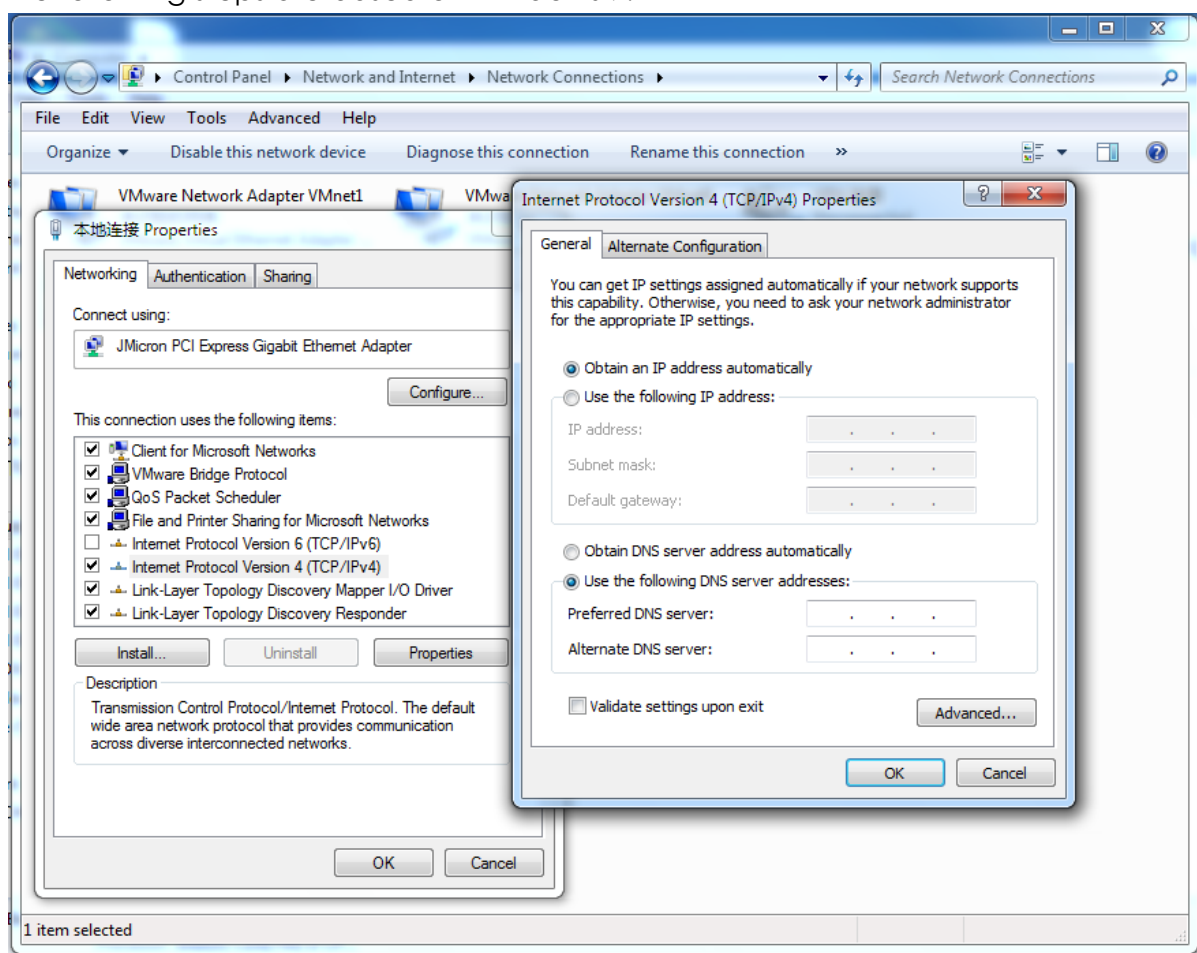 Control Panel ▸ Network and Internet ▸ Network Connections ▸
Search Network Connections
File Edit View Tools Advanced Help
Organize Disable this network device Diagnose this connection Rename this connection »
VMware Network Adapter VMnet1
本地连接 Properties
Networking Authentication Sharing
Connect using:
JMicron PCI Express Gigabit Ethernet Adapter
Configure...
This connection uses the following items:
Client for Microsoft Networks
VMware Bridge Protocol
QoS Packet Scheduler
File and Printer Sharing for Microsoft Networks
Internet Protocol Version 6 (TCP/IPv6)
Internet Protocol Version 4 (TCP/IPv4)
Link-Layer Topology Discovery Mapper I/O Driver
Link-Layer Topology Discovery Responder
Install... Uninstall Properties
Description
Transmission Control Protocol/Internet Protocol. The default
wide area network protocol that provides communication
across diverse interconnected networks.
OK Cancel
Internet Protocol Version 4 (TCP/IPv4) Properties
General Alternate Configuration
You can get IP settings assigned automatically if your network supports
this capability. Otherwise, you need to ask your network administrator
for the appropriate IP settings.
Obtain an IP address automatically
Use the following IP address:
IP address:
Subnet mask:
Default gateway:
Obtain DNS server address automatically
Use the following DNS server addresses:
Preferred DNS server:
Alternate DNS server:
Validate settings upon exit
Advanced...
OK Cancel
1 item selected